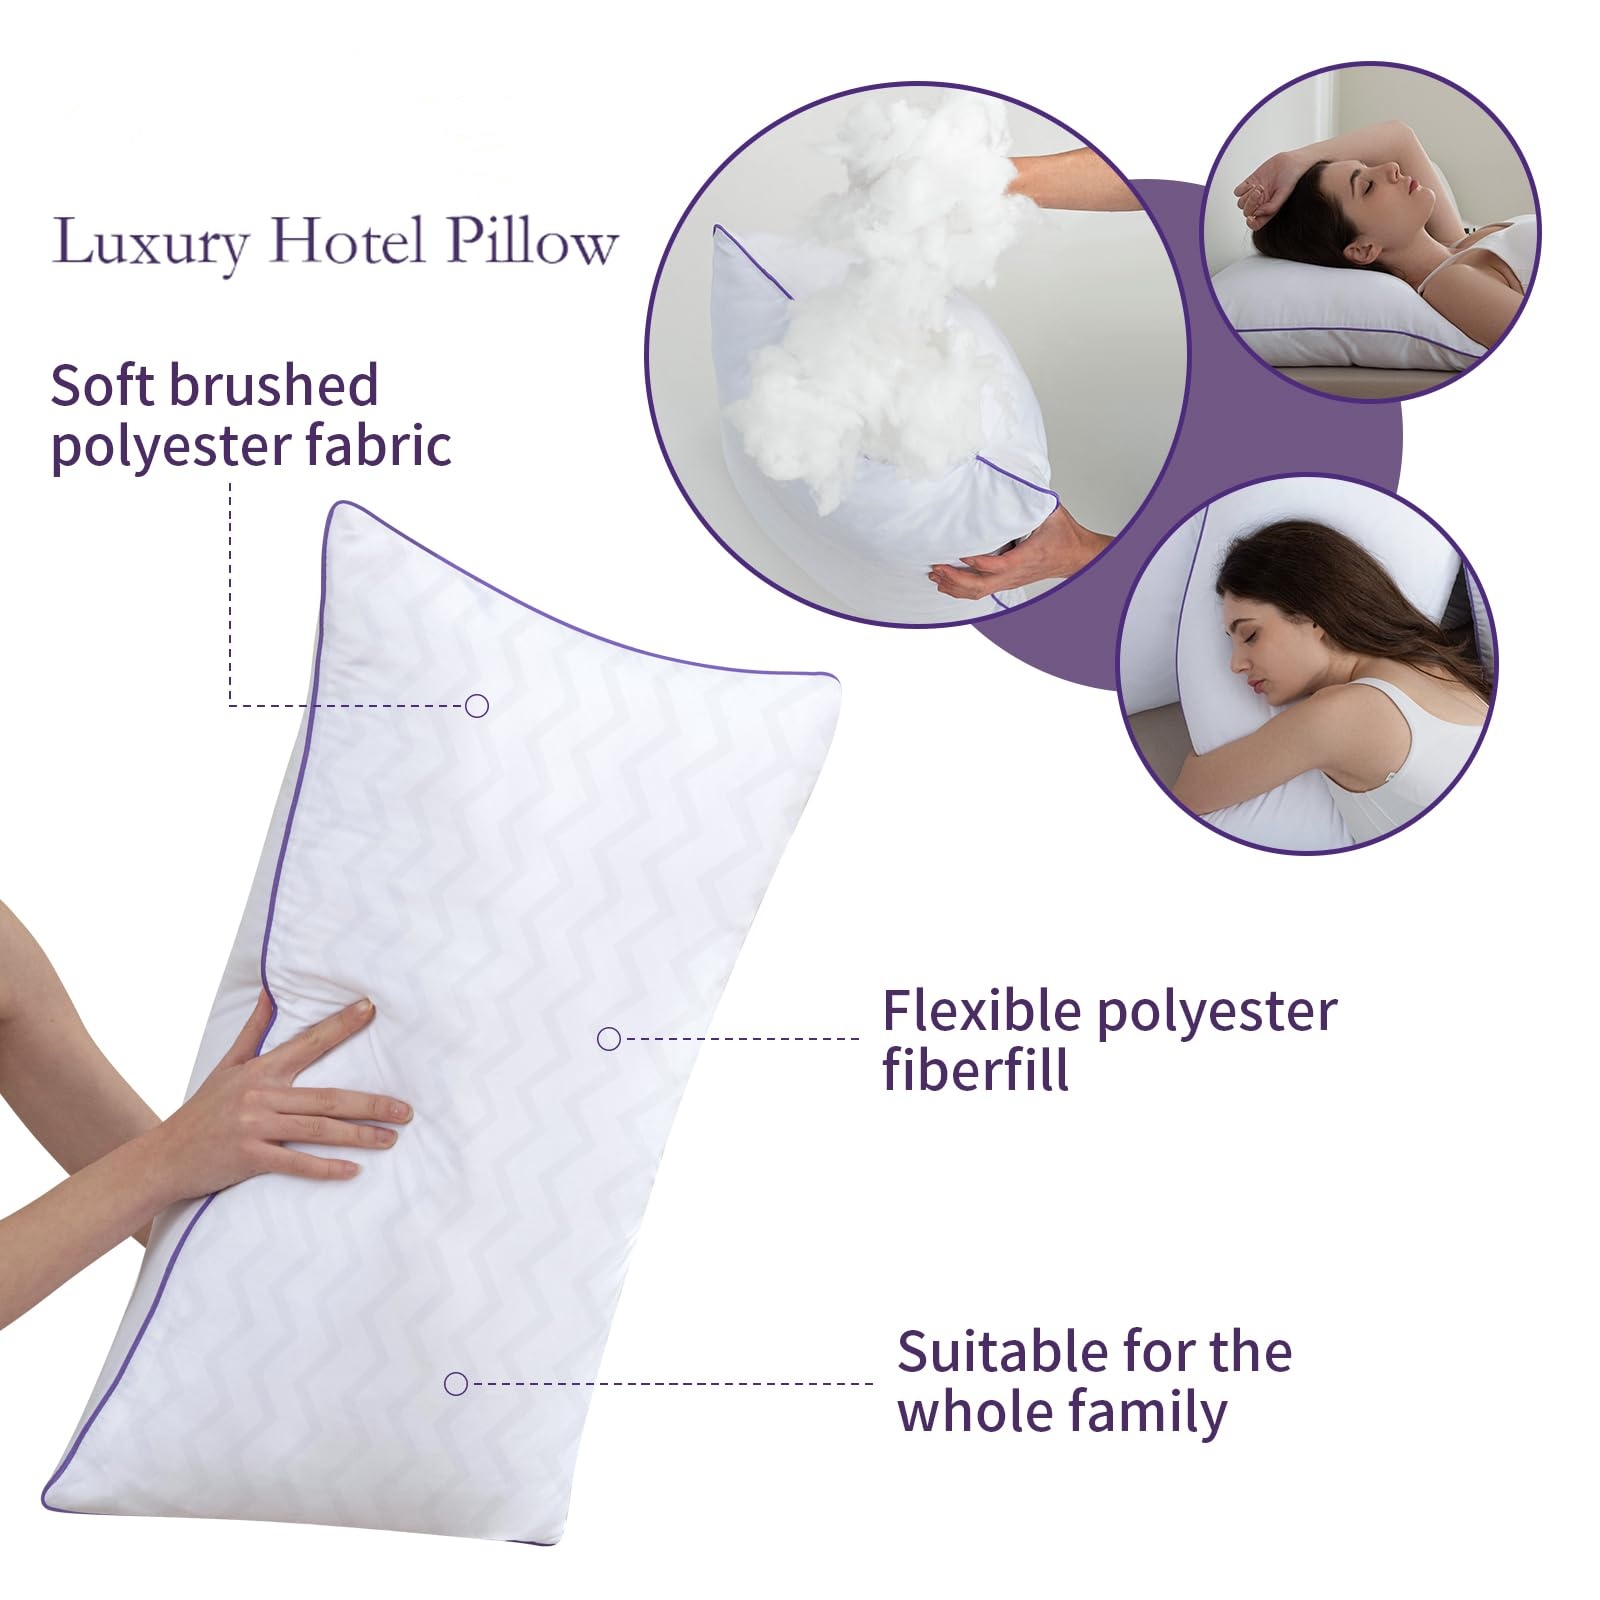 Luxury Hotel Pillow
Soft brushed
polyester fabric
Flexible polyester
fiberfill
Suitable for the
whole family